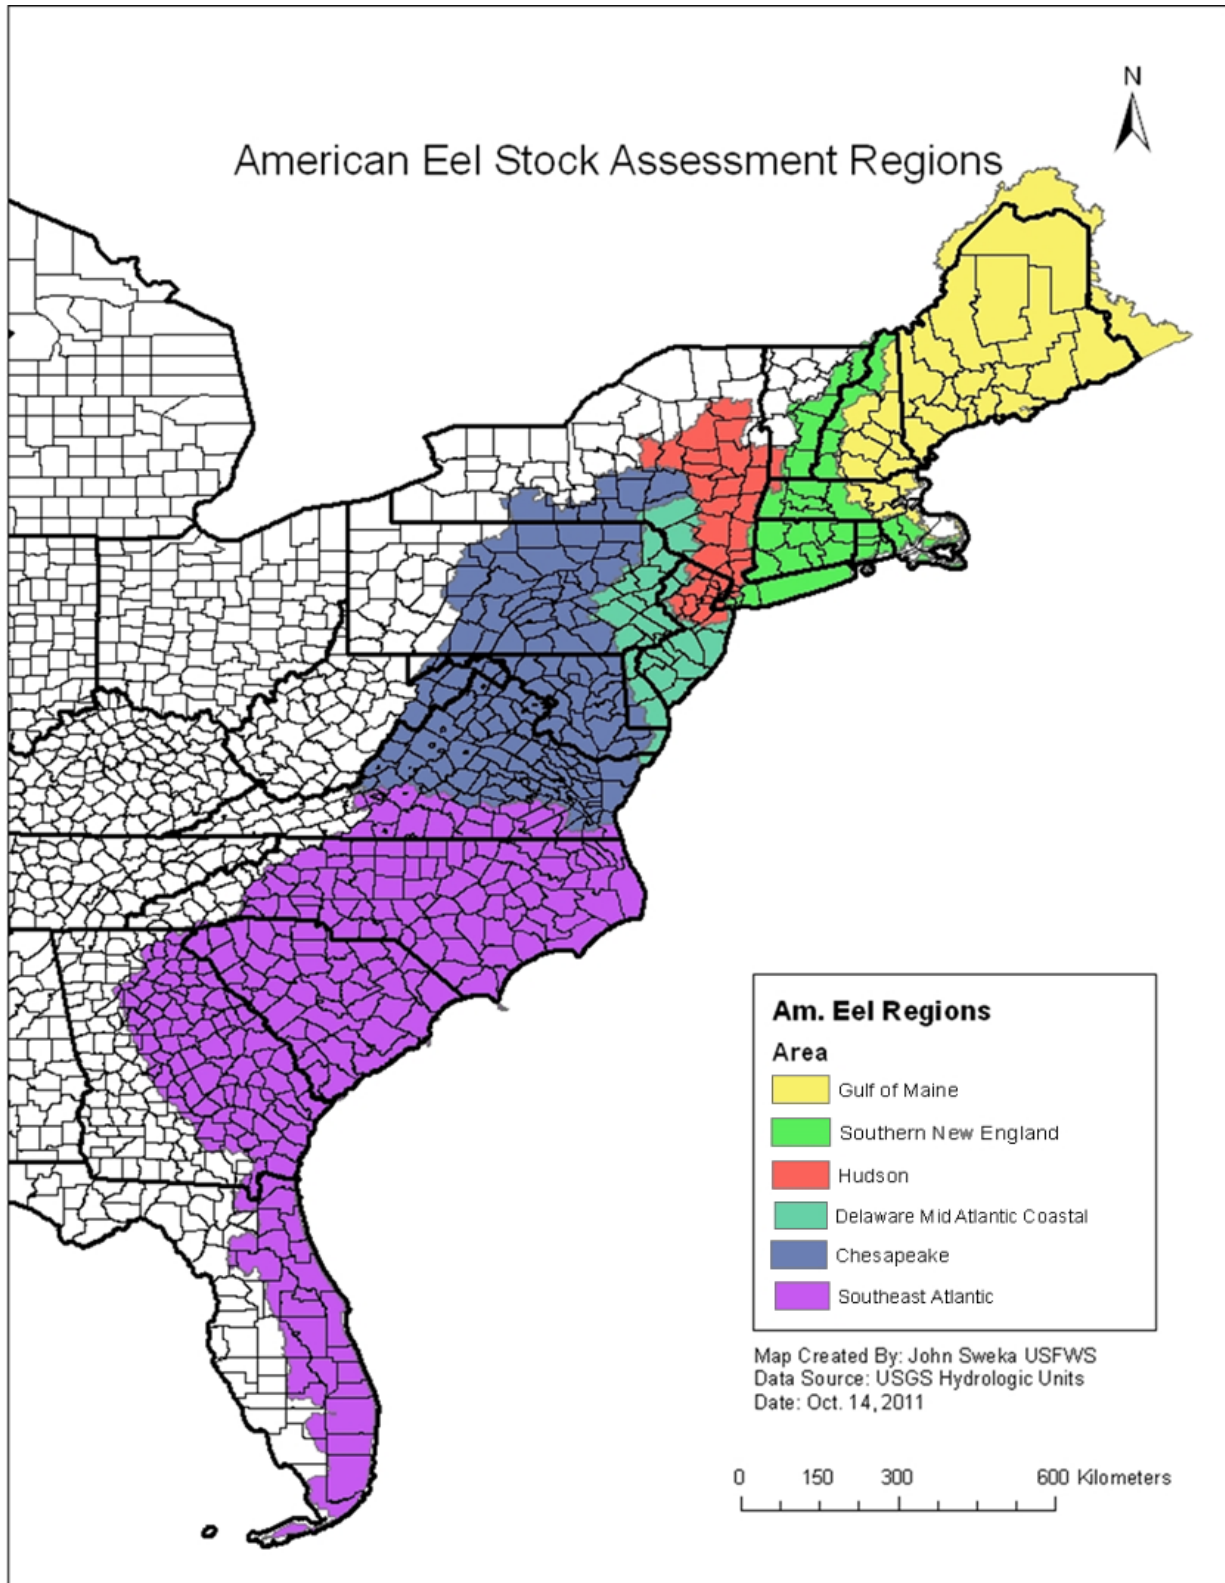 N
American Eel Stock Assessment Regions
Am. Eel Regions
Area
Gulf of Maine
Southern New England
Hudson
Delaware Mid Atlantic Coastal
Chesapeake
Southeast Atlantic
Map Created By: John Sweka USFWS
Data Source: USGS Hydrologic Units
Date: Oct. 14, 2011
0 150 300 600 Kilometers